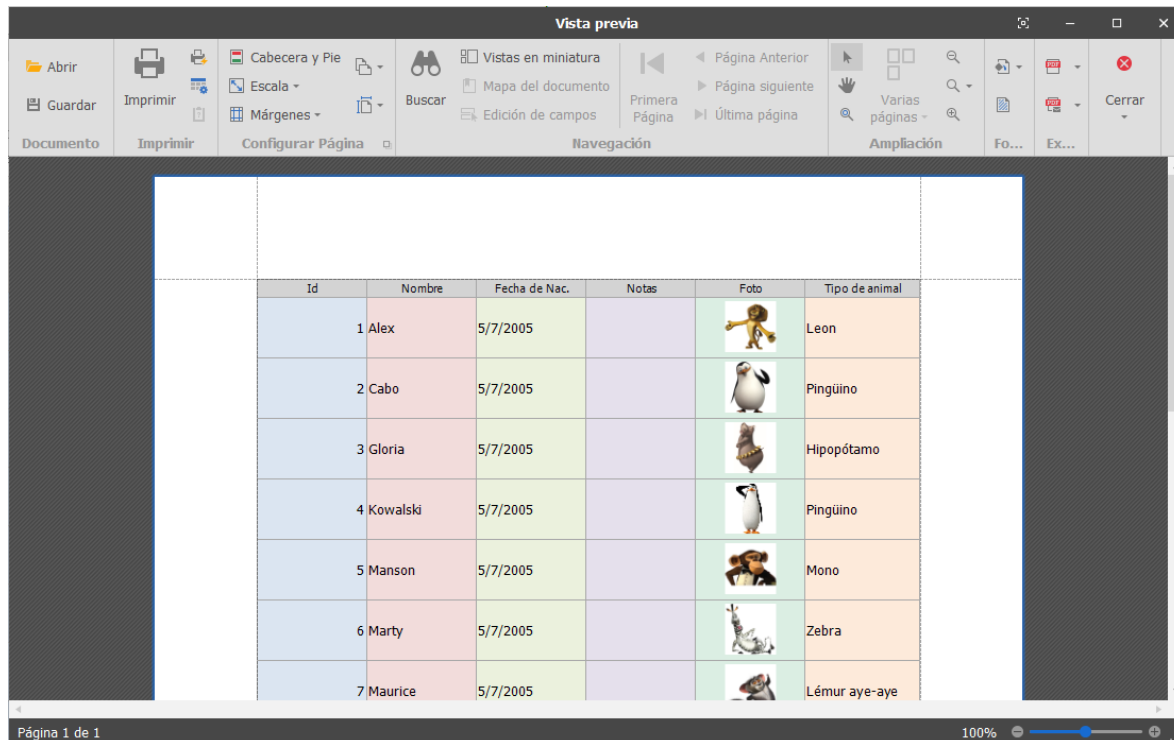 Vista previa
Abrir
Guardar
Documento
Imprimir
Imprimir
Cabecera y Pie
Escala
Márgenes
Configurar Página
Buscar
Vistas en miniatura
Mapa del documento
Edición de campos
Primera
Página
Página Anterior
Página siguiente
Última página
Navegación
Varias
páginas
Ampliación
Fo...
PDF
PDF
Ex...
Cerrar
Id Nombre Fecha de Nac. Notas Foto Tipo de animal
1 Alex 5/7/2005 Leon
2 Cabo 5/7/2005 Pingüino
3 Gloria 5/7/2005 Hipopótamo
4 Kowalski 5/7/2005 Pingüino
5 Manson 5/7/2005 Mono
6 Marty 5/7/2005 Zebra
7 Maurice 5/7/2005 Lémur aye-aye
Página 1 de 1 100%